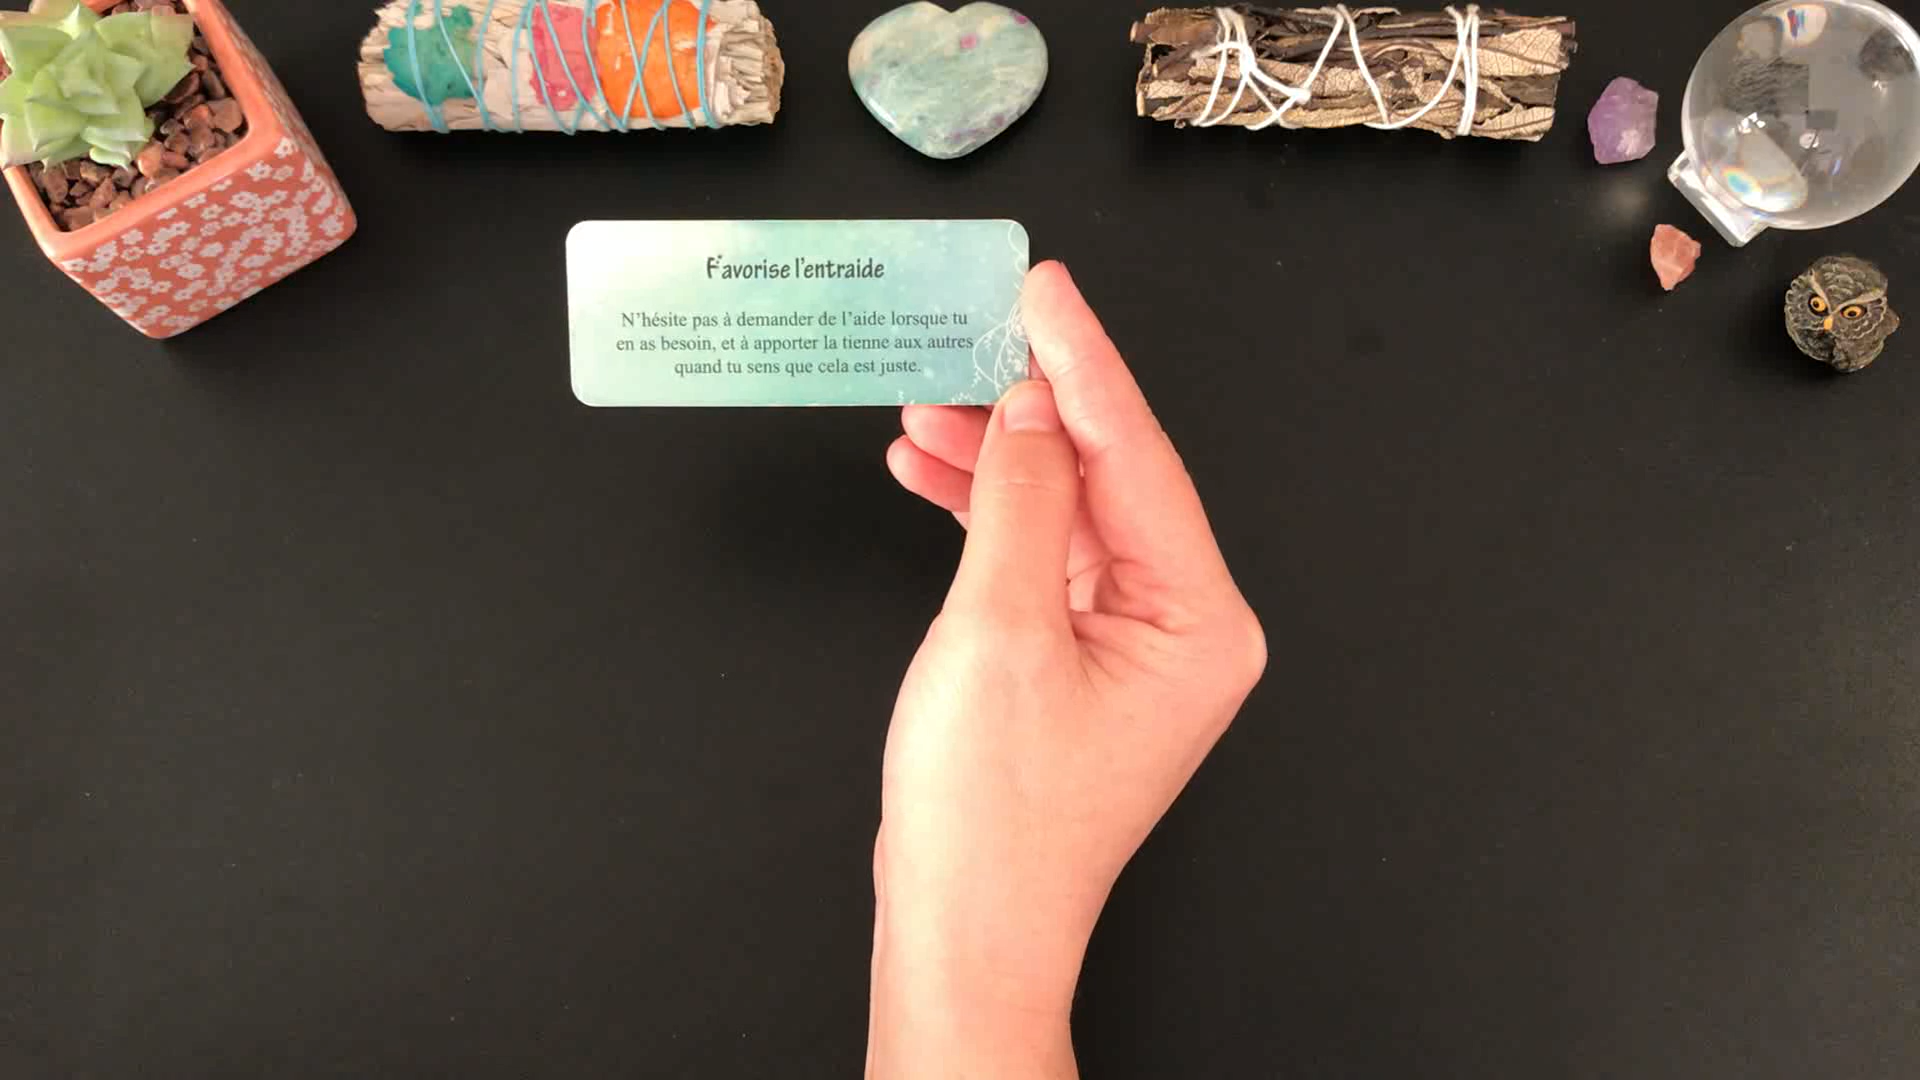 Favorise l'entraide
N'hésite pas à demander de l'aide lorsque tu
en as besoin, et à apporter la tienne aux autres
quand tu sens que cela est juste.